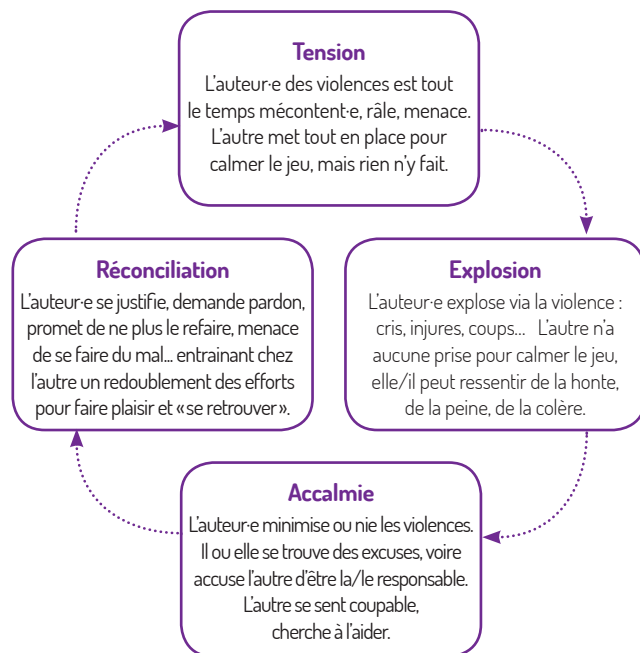 Tension
L'auteur·e des violences est tout
le temps mécontent·e, râle, menace.
L'autre met tout en place pour
calmer le jeu, mais rien n'y fait.
Explosion
L'auteur·e explose via la violence :
cris, injures, coups... L'autre n'a
aucune prise pour calmer le jeu,
elle/il peut ressentir de la honte,
de la peine, de la colère.
Accalmie
L'auteur·e minimise ou nie les violences.
Il ou elle se trouve des excuses, voire
accuse l'autre d'être la/le responsable.
L'autre se sent coupable,
cherche à l'aider.
Réconciliation
L'auteur·e se justifie, demande pardon,
promet de ne plus le refaire, menace
de se faire du mal... entrainant chez
l'autre un redoublement des efforts
pour faire plaisir et «se retrouver».